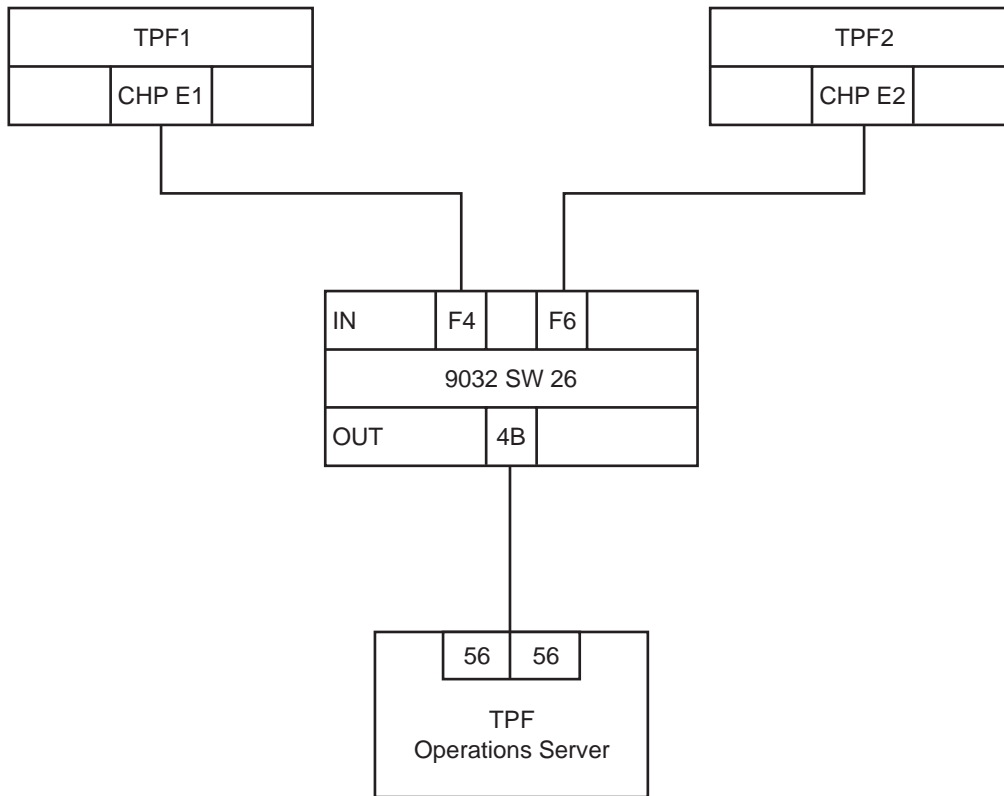 TPF1
TPF2
CHP E1
CHP E2
IN
F4
F6
9032 SW 26
OUT
4B
56
56
TPF
Operations Server